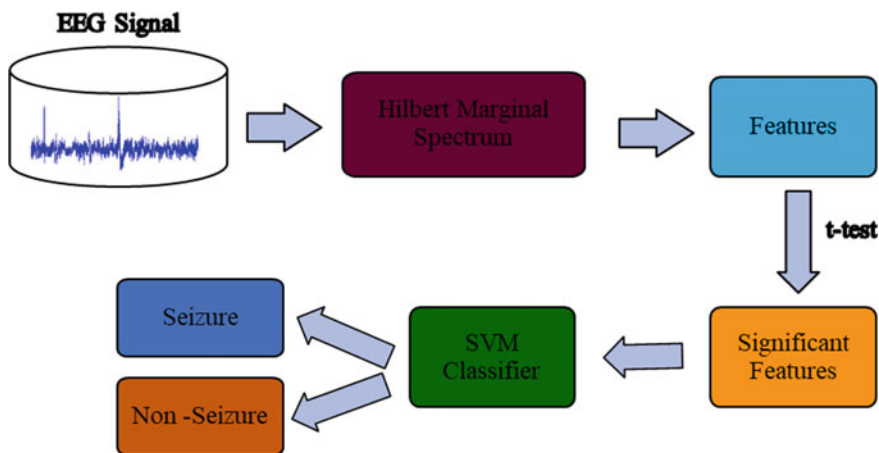 EEG Signal
Hilbert Marginal
Spectrum
Features
t-test
Significant
Features
SVM
Classifier
Seizure
Non -Seizure